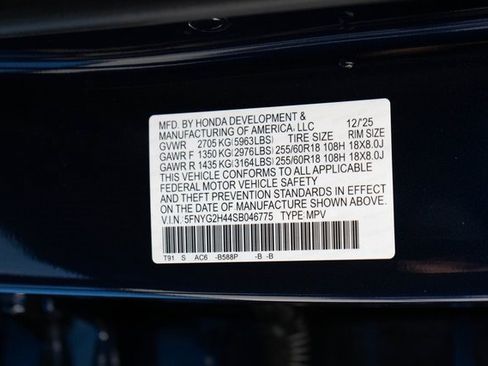 MFD. BY HONDA DEVELOPMENT &
MANUFACTURING OF AMERICA, LLC 12/'25
GVWR 2705 KG(5963LBS) TIRE SIZE RIM SIZE
GAWR F 1350 KG(2976LBS) 255/60R18 108H 18X8.0J
GAWR R 1435 KG(3164LBS) 255/60R18 108H 18X8.0J
THIS VEHICLE CONFORMS TO ALL APPLICABLE
FEDERAL MOTOR VEHICLE SAFETY
AND THEFT PREVENTION STANDARDS IN EFFECT
ON THE DATE OF MANUFACTURE SHOWN ABOVE.
V.I.N. 5FNYG2H44SB046775 TYPE MPV
T91 S AC6 -B588P -B -B